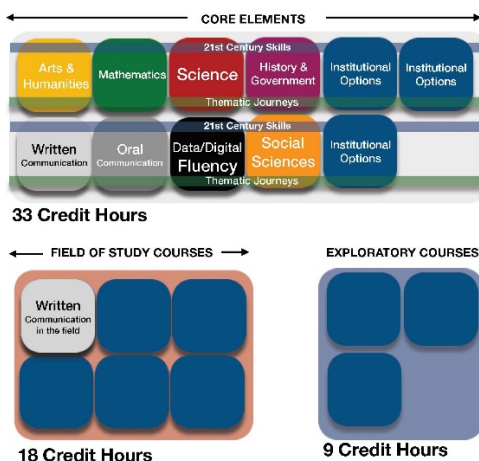 CORE ELEMENTS
21st Century Skills
Arts &
Humanities
Mathematics
Science
History &
Government
Institutional
Options
Institutional
Options
Thematic Journeys
21st Century Skills
Written
Communication
Oral
Communication
Data/Digital
Fluency
Social
Sciences
Institutional
Options
Thematic Journeys
33 Credit Hours
FIELD OF STUDY COURSES
Written
Communication
in the field
18 Credit Hours
EXPLORATORY COURSES
9 Credit Hours